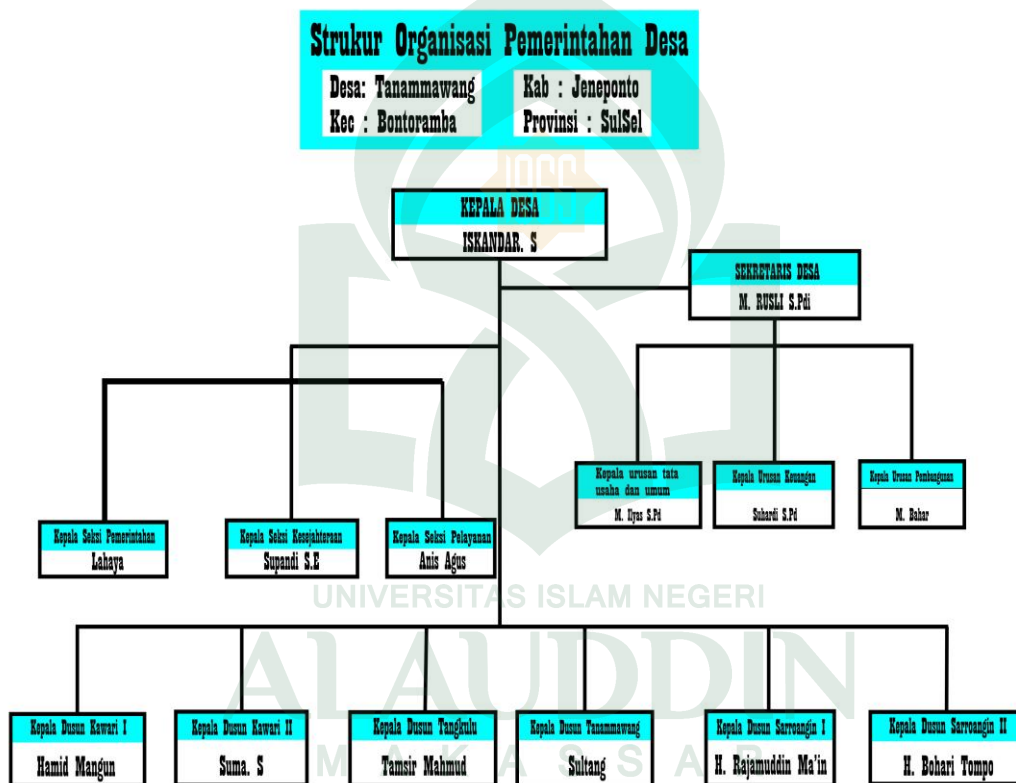 Strukur Organisasi Pemerintahan Desa
Desa: Tanammawang
Kec : Bontoramba
Kab : Jeneponto
Provinsi : SulSel
KEPALA DESA
ISKANDAR. S
SEKRETARIS DESA
M. RUSLI S.Pdi
Kepala urusan tata
usaha dan umum
M. Ilyas S.Pd
Kepala Urusan Keuangan
Suhardi S.Pd
Kepala Urusan Pembangunan
M. Bahar
Kepala Seksi Pemerintahan
Lahaya
Kepala Seksi Kesejahteraan
Supandi S.E
Kepala Seksi Pelayanan
Anis Agus
UNIVERSITAS ISLAM NEGERI
ALAUDDIN
Kepala Dusun Kawari I
Hamid Mangun
Kepala Dusun Kawari II
Suma. S
Kepala Dusun Tangkulu
Tamsir Mahmud
Kepala Dusun Tanammawang
Sultang
Kepala Dusun Sarroangin I
H. Rajamuddin Ma'in
Kepala Dusun Sarroangin II
H. Bohari Tompo
MAKASSAR